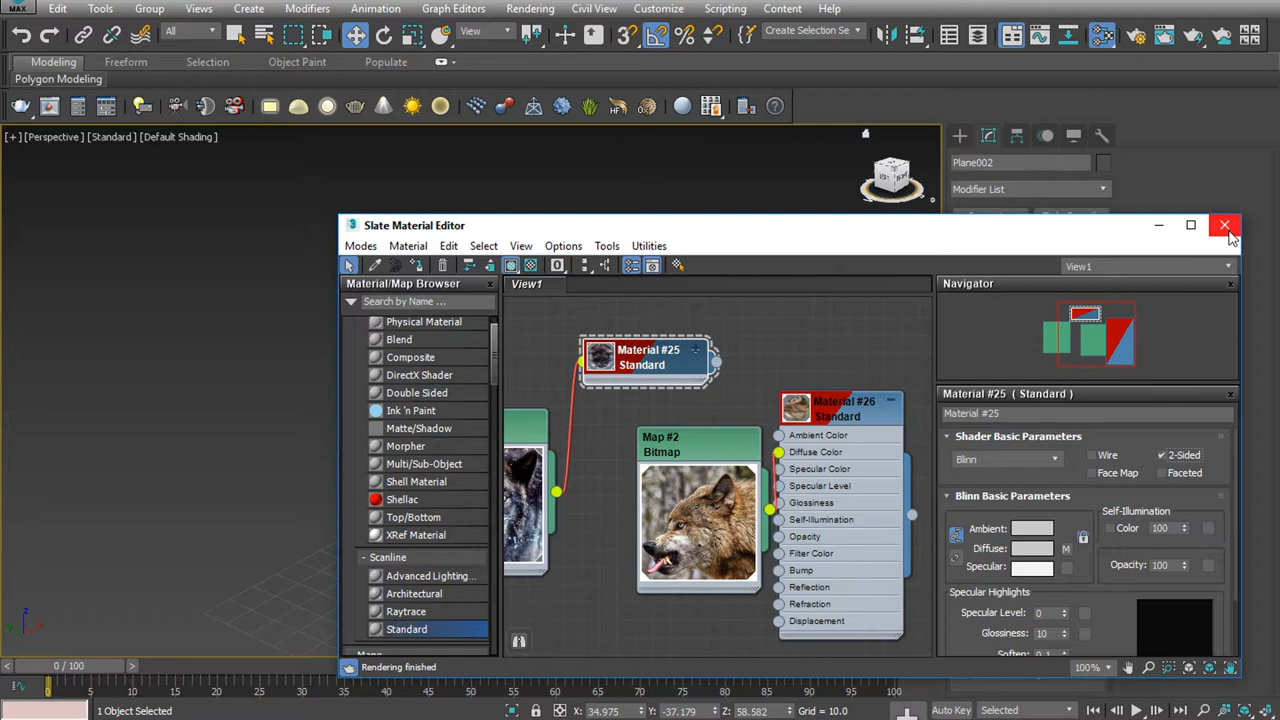 MAX
Edit Tools Group Views Create Modifiers Animation Graph Editors Rendering Civil View Customize Scripting Content Help
All View Create Selection Se
Modeling Freeform Selection Object Paint Populate
Polygon Modeling
[+] [Perspective] [Standard] [Default Shading]
Plane002
Modifier List
3 Slate Material Editor
Modes Material Edit Select View Options Tools Utilities
View1
Material/Map Browser
View1
Navigator
Search by Name ...
Physical Material
Blend
Composite
DirectX Shader
Double Sided
Ink 'n Paint
Matte/Shadow
Morpher
Multi/Sub-Object
Shell Material
Shellac
Top/Bottom
XRef Material
- Scanline
Advanced Lighting...
Architectural
Raytrace
Standard
Material #25
Standard
Map #2
Bitmap
Material #26
Standard
Ambient Color
Diffuse Color
Specular Color
Specular Level
Glossiness
Self-Illumination
Opacity
Filter Color
Bump
Reflection
Refraction
Displacement
Material #25 ( Standard )
Material #25
Shader Basic Parameters
Blinn Wire 2-Sided
Face Map Faceted
Blinn Basic Parameters
Self-Illumination
Ambient: Color 100
Diffuse: M
Specular: Opacity: 100
Specular Highlights
Specular Level: 0
Glossiness: 10
Soften: 0.1
Rendering finished
100%
0 / 100
0 5 10 15 20 25 30 35 40 45 50 55 60 65 70 75 80 85 90 95 100
1 Object Selected
X: 34.975 Y: -37.179 Z: 58.582 Grid = 10.0
Auto Key Selected